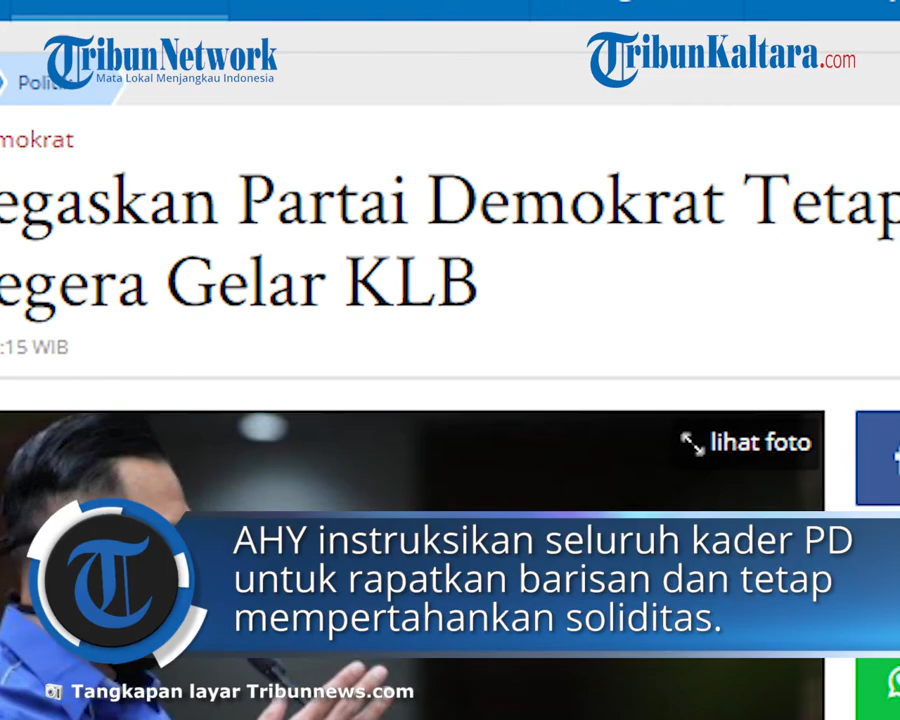 TribunNetwork
Mata Lokal Menjangkau Indonesia
TribunKaltara.com
Politik
mokrat
egaskan Partai Demokrat Tetap
egera Gelar KLB
:15 WIB
lihat foto
AHY instruksikan seluruh kader PD
untuk rapatkan barisan dan tetap
mempertahankan soliditas.
Tangkapan layar Tribunnews.com